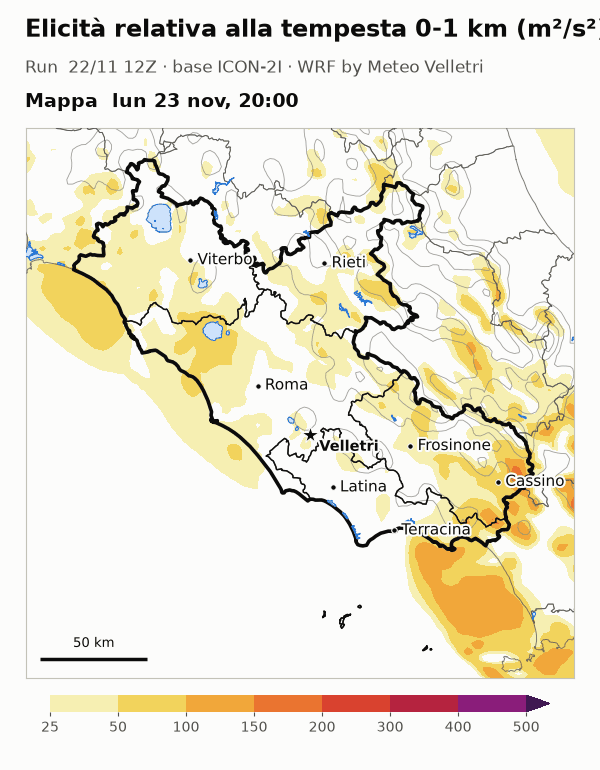 Elicità relativa alla tempesta 0-1 km (m²/s²)
Run  22/11 12Z · base ICON-2I · WRF by Meteo Velletri
Mappa  lun 23 nov, 20:00
Viterbo
Rieti
Roma
Velletri
Frosinone
Cassino
Latina
Terracina
50 km
25 50 100 150 200 300 400 500